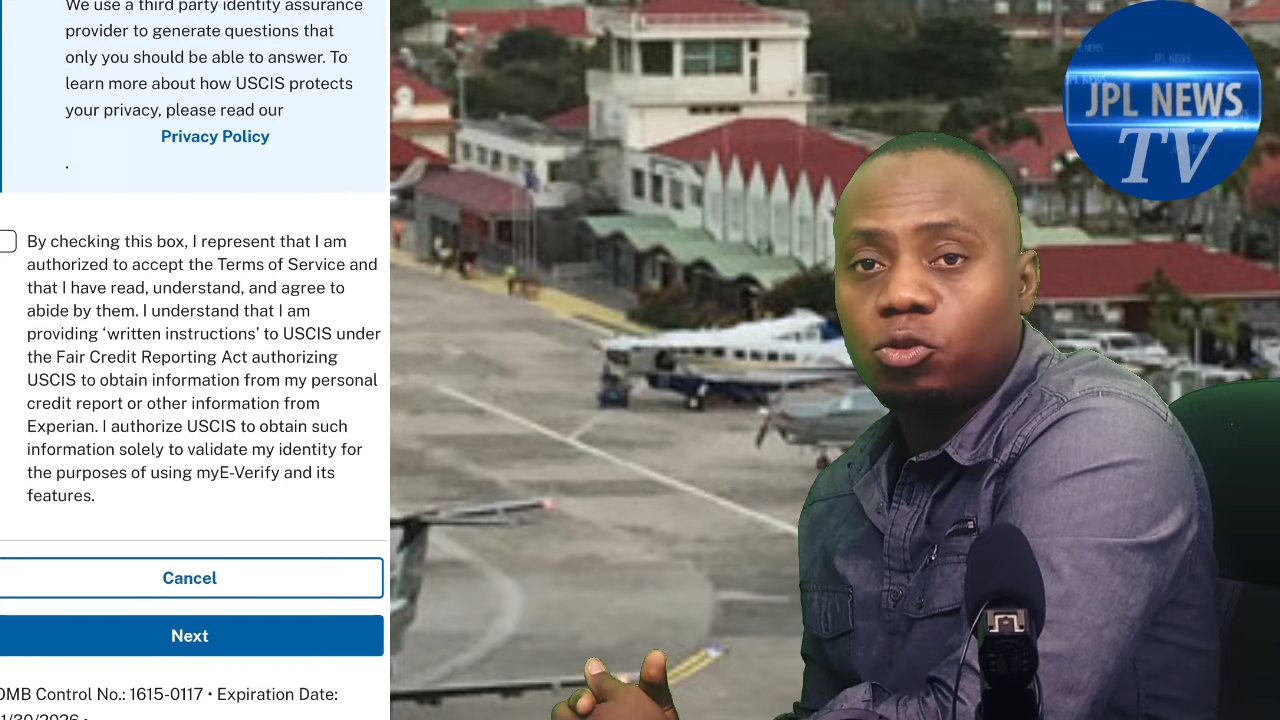 We use a third party identity assurance
provider to generate questions that
only you should be able to answer. To
learn more about how USCIS protects
your privacy, please read our
Privacy Policy
.
By checking this box, I represent that I am
authorized to accept the Terms of Service and
that I have read, understand, and agree to
abide by them. I understand that I am
providing ‘written instructions’ to USCIS under
the Fair Credit Reporting Act authorizing
USCIS to obtain information from my personal
credit report or other information from
Experian. I authorize USCIS to obtain such
information solely to validate my identity for
the purposes of using myE-Verify and its
features.
Cancel
Next
OMB Control No.: 1615-0117 • Expiration Date:
JPL NEWS
TV
JPL NEWS